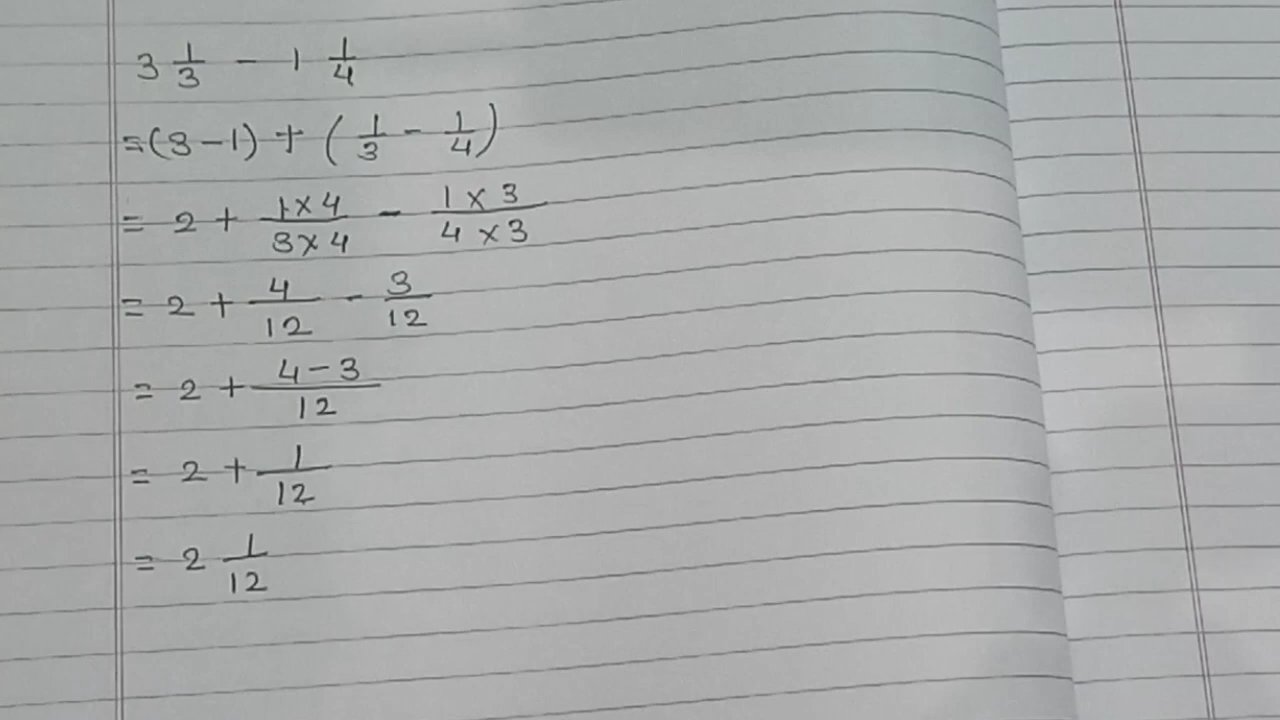 3 1/3 - 1 1/4
= (3 - 1) + (1/3 - 1/4)
= 2 + (1 × 4)/(3 × 4) - (1 × 3)/(4 × 3)
= 2 + 4/12 - 3/12
= 2 + (4 - 3)/12
= 2 + 1/12
= 2 1/12